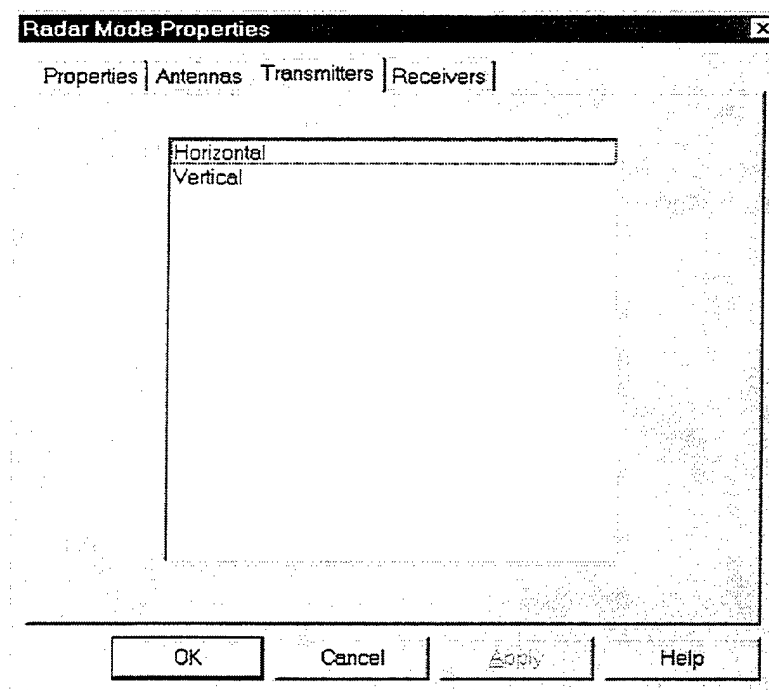 Radar Mode Properties
Properties Antennas Transmitters Receivers
Horizontal
Vertical
OK Cancel Apply Help